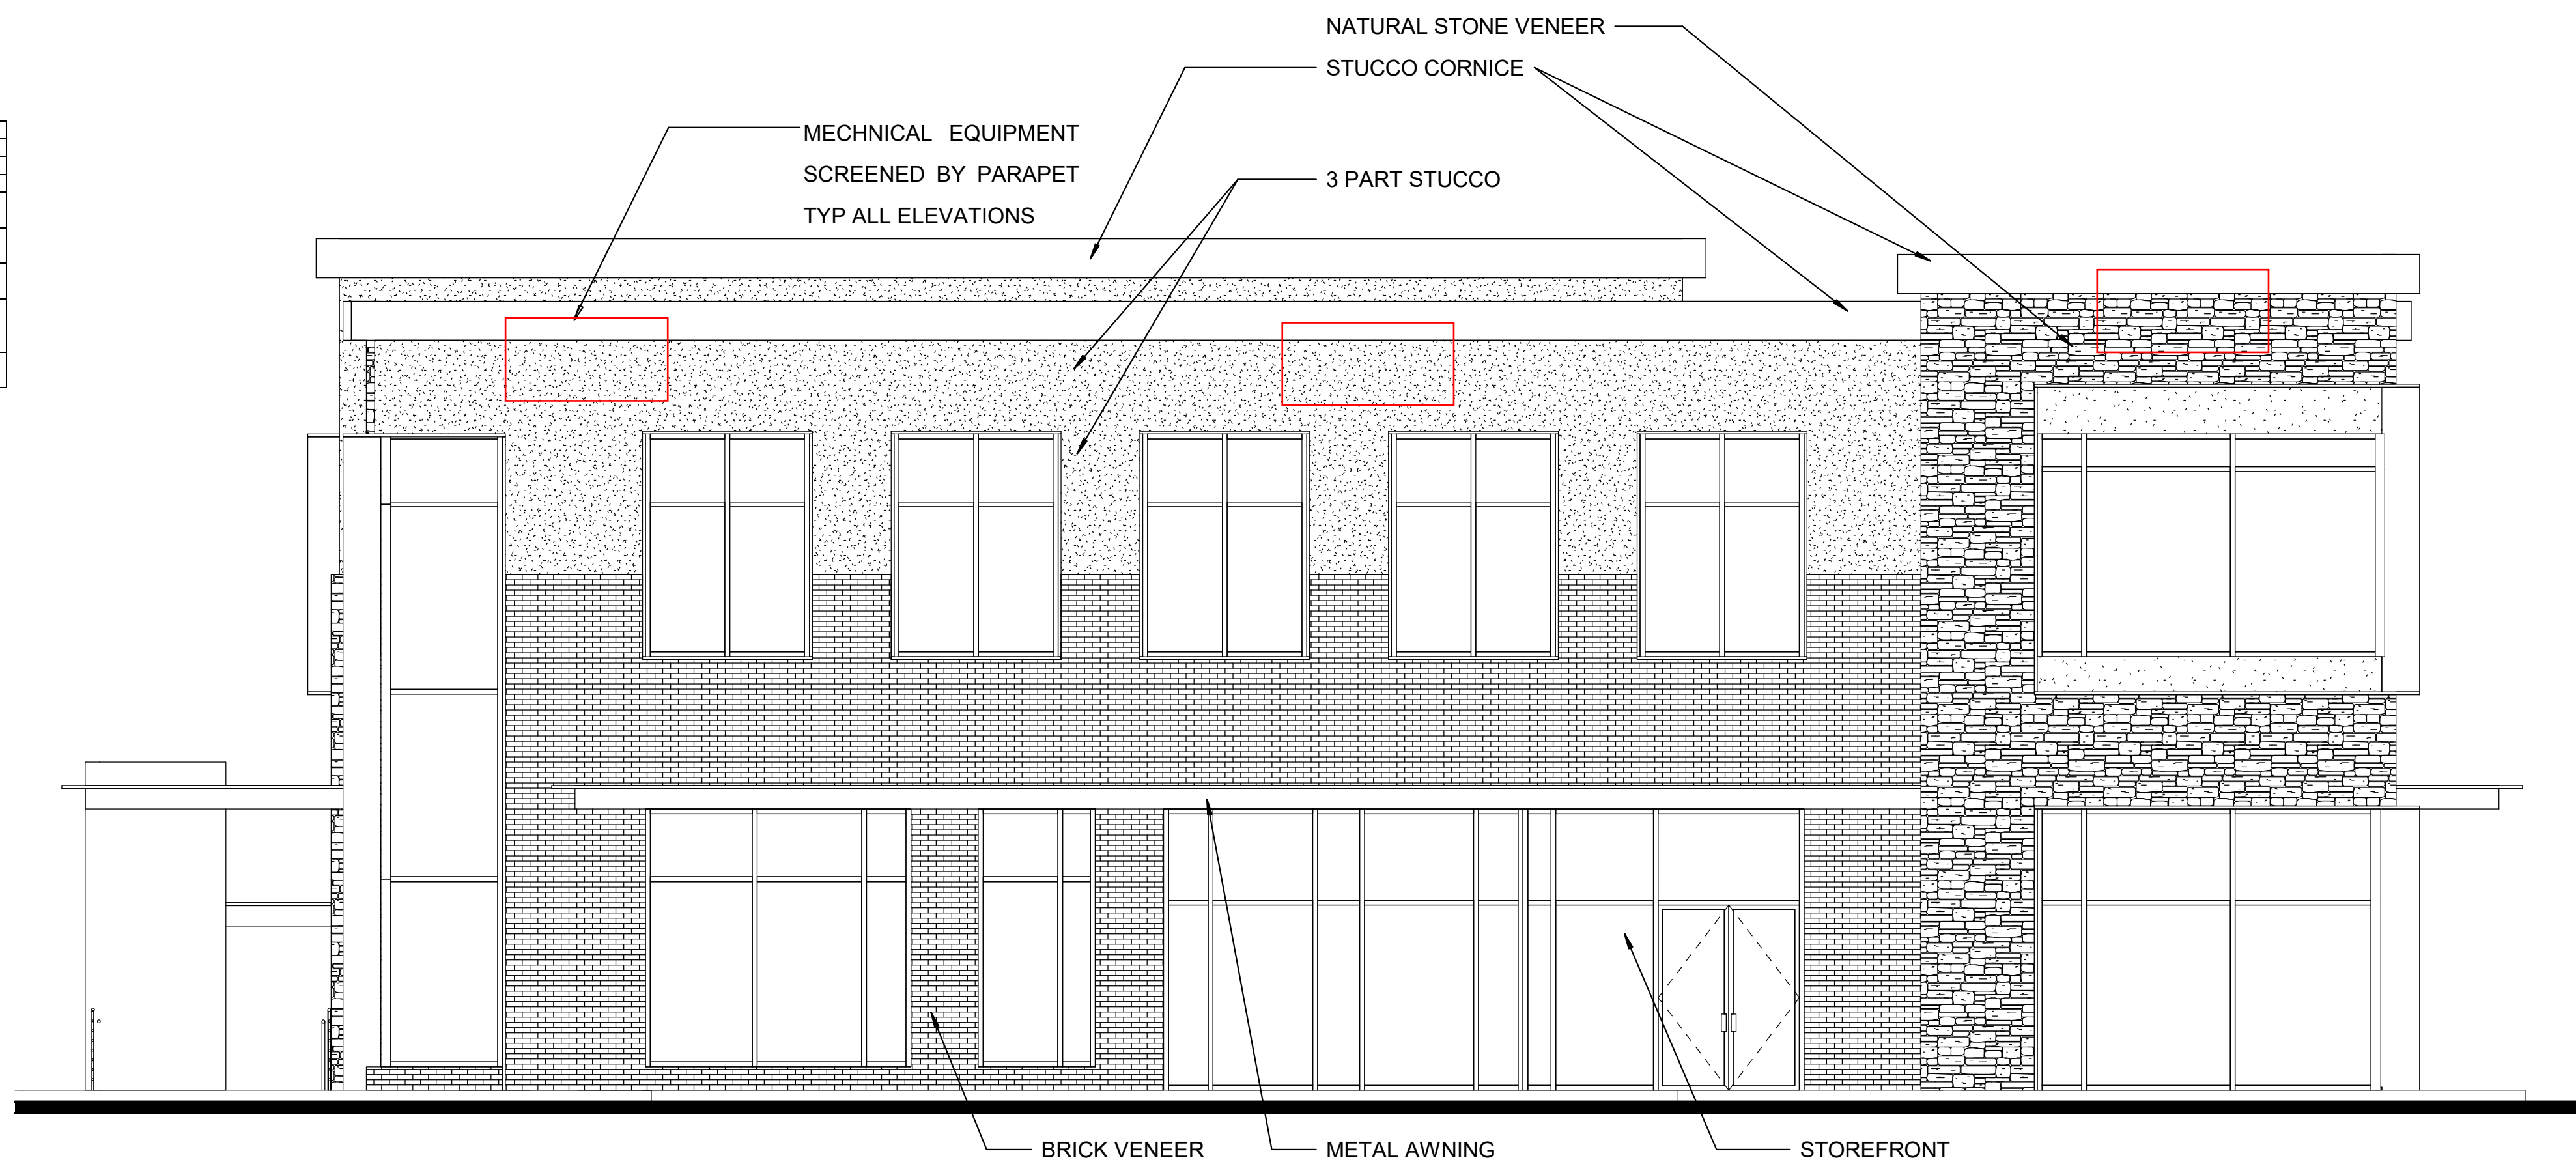 NATURAL STONE VENEER
STUCCO CORNICE
MECHNICAL EQUIPMENT
SCREENED BY PARAPET
TYP ALL ELEVATIONS
3 PART STUCCO
BRICK VENEER
METAL AWNING
STOREFRONT